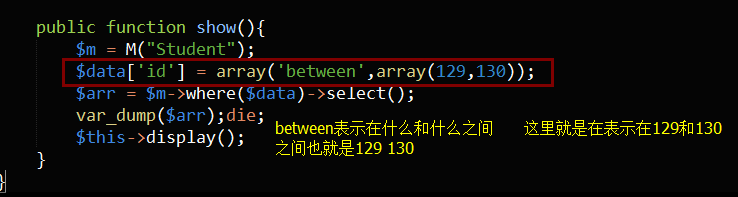 public function show(){
$m = M("Student");
$data['id'] = array('between',array(129,130));
$arr = $m->where($data)->select();
var_dump($arr);die;
$this->display();
between表示在什么和什么之间 这里就是在表示在129和130
之间也就是129 130
}
}